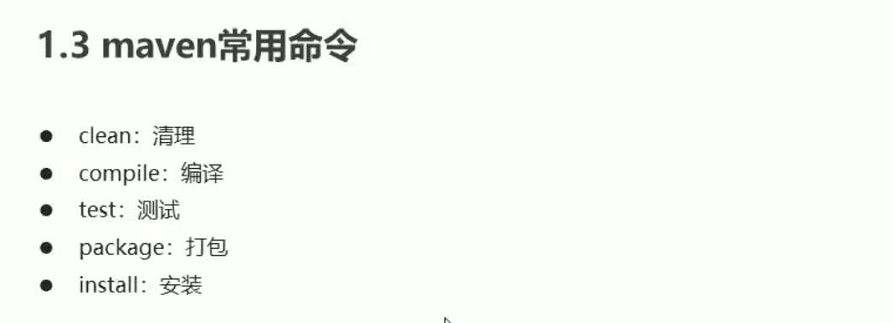 1.3 maven常用命令
● clean：清理
● compile：编译
● test：测试
● package：打包
● install：安装